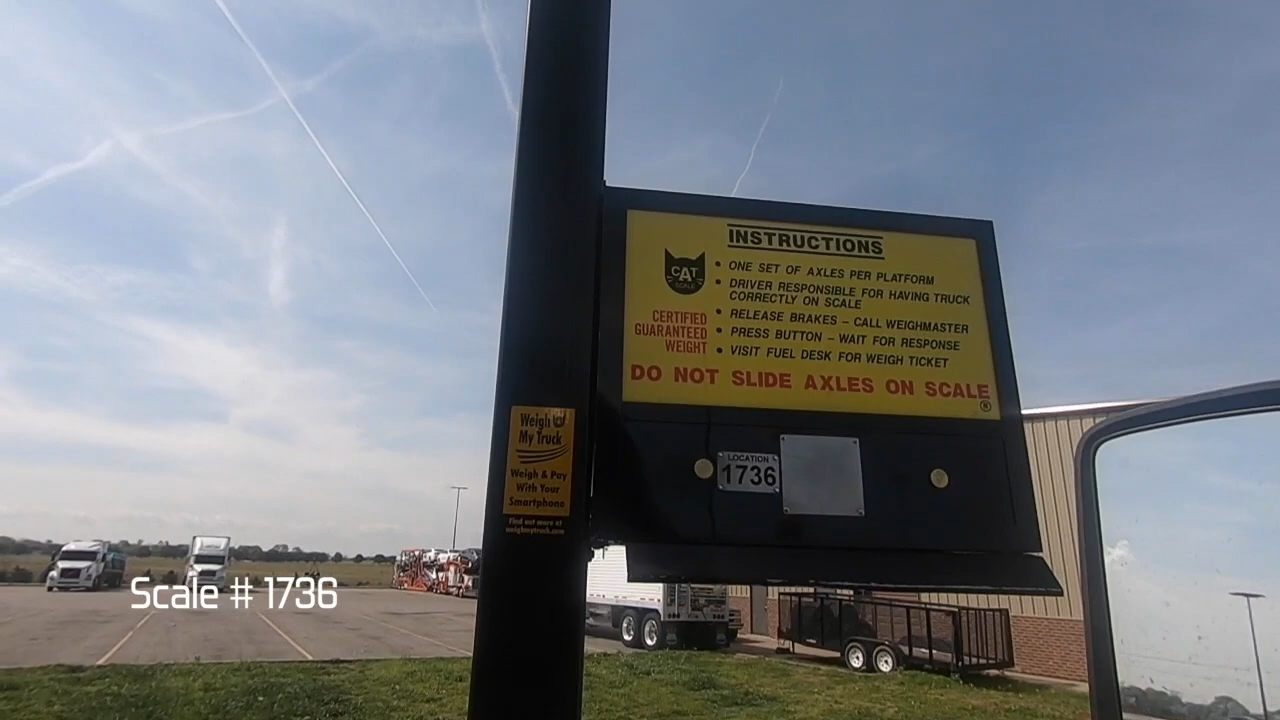 INSTRUCTIONS
CAT
SCALE
• ONE SET OF AXLES PER PLATFORM
• DRIVER RESPONSIBLE FOR HAVING TRUCK
CORRECTLY ON SCALE
• RELEASE BRAKES – CALL WEIGHMASTER
• PRESS BUTTON – WAIT FOR RESPONSE
• VISIT FUEL DESK FOR WEIGH TICKET
CERTIFIED
GUARANTEED
WEIGHT
DO NOT SLIDE AXLES ON SCALE
®
LOCATION
1736
Weigh
My Truck
Weigh & Pay
With Your
Smartphone
Find out more at
weighmytruck.com
Scale # 1736